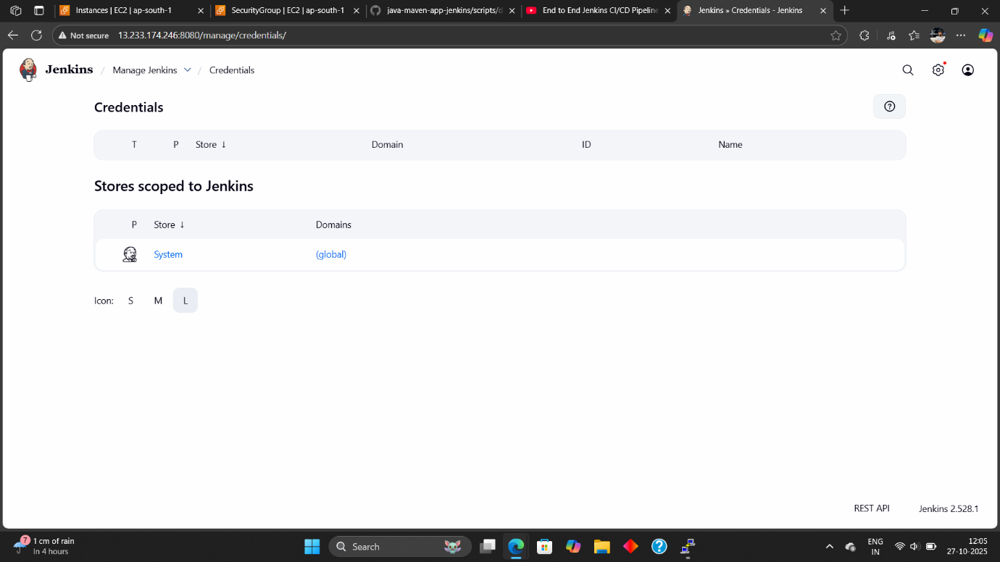 Instances | EC2 | ap-south-1
SecurityGroup | EC2 | ap-south-1
java-maven-app-jenkins/scripts/d
End to End Jenkins CI/CD Pipeline
Jenkins » Credentials - Jenkins
Not secure 13.233.174.246:8080/manage/credentials/
Jenkins / Manage Jenkins / Credentials
Credentials
T P Store ↓ Domain ID Name
Stores scoped to Jenkins
P Store ↓ Domains
System (global)
Icon: S M L
REST API Jenkins 2.528.1
7
1 cm of rain
In 4 hours
Search
ENG
IN
12:05
27-10-2025